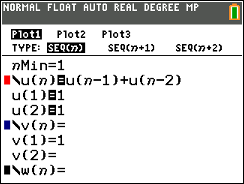 NORMAL FLOAT AUTO REAL DEGREE MP
Plot1 Plot2 Plot3
TYPE: SEQ(n) SEQ(n+1) SEQ(n+2)
nMin=1
\u(n)=u(n-1)+u(n-2)
u(1)=1
u(2)=1
\v(n)=
v(1)=1
v(2)=
\w(n)=